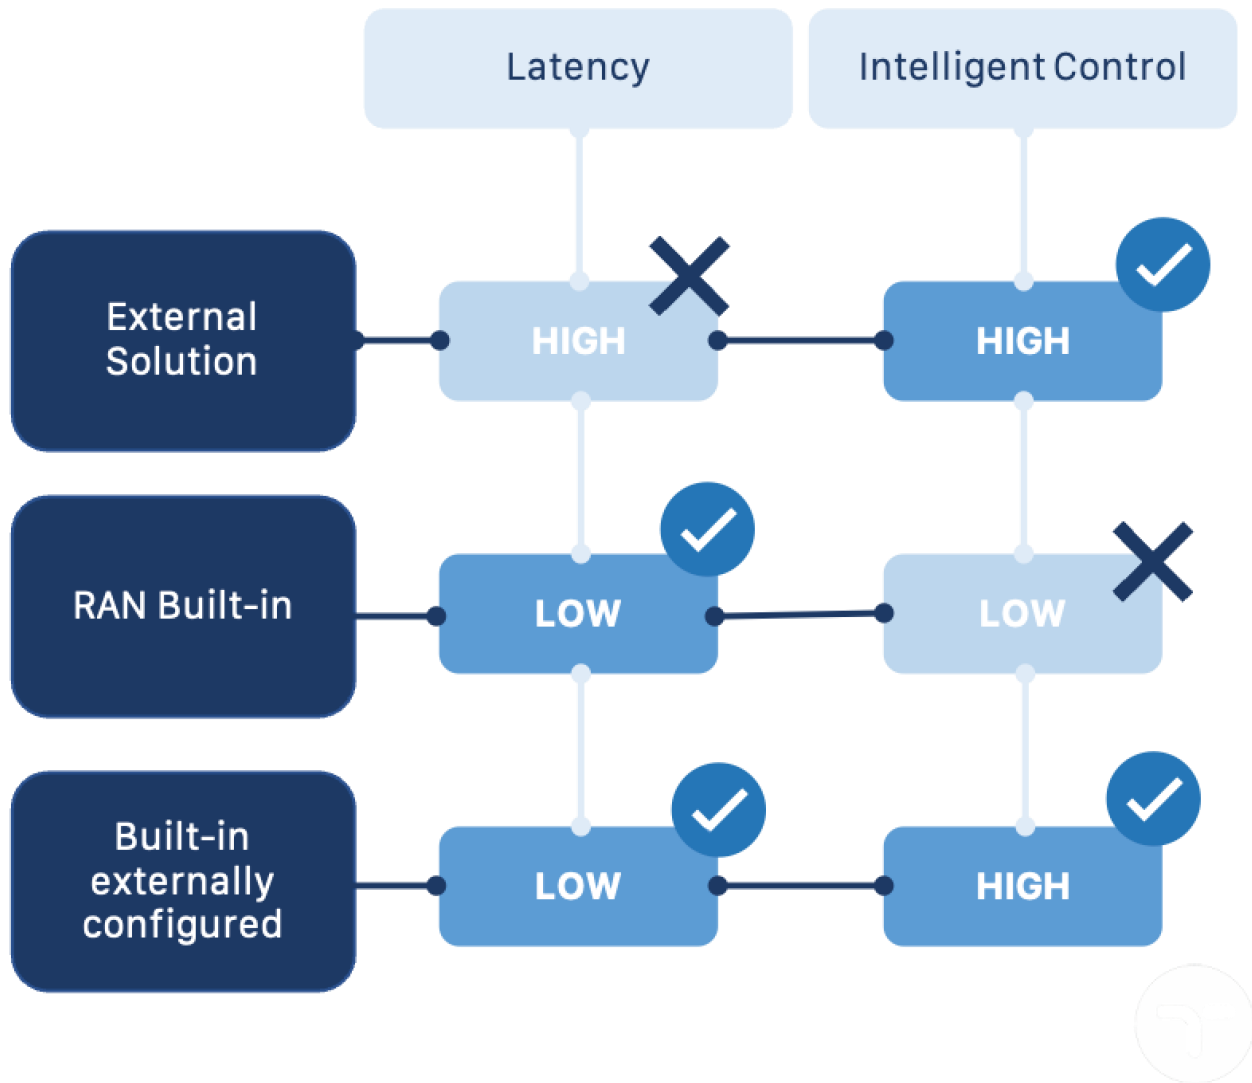 Latency
Intelligent Control
External
Solution
HIGH
HIGH
RAN Built-in
LOW
LOW
Built-in
externally
configured
LOW
HIGH